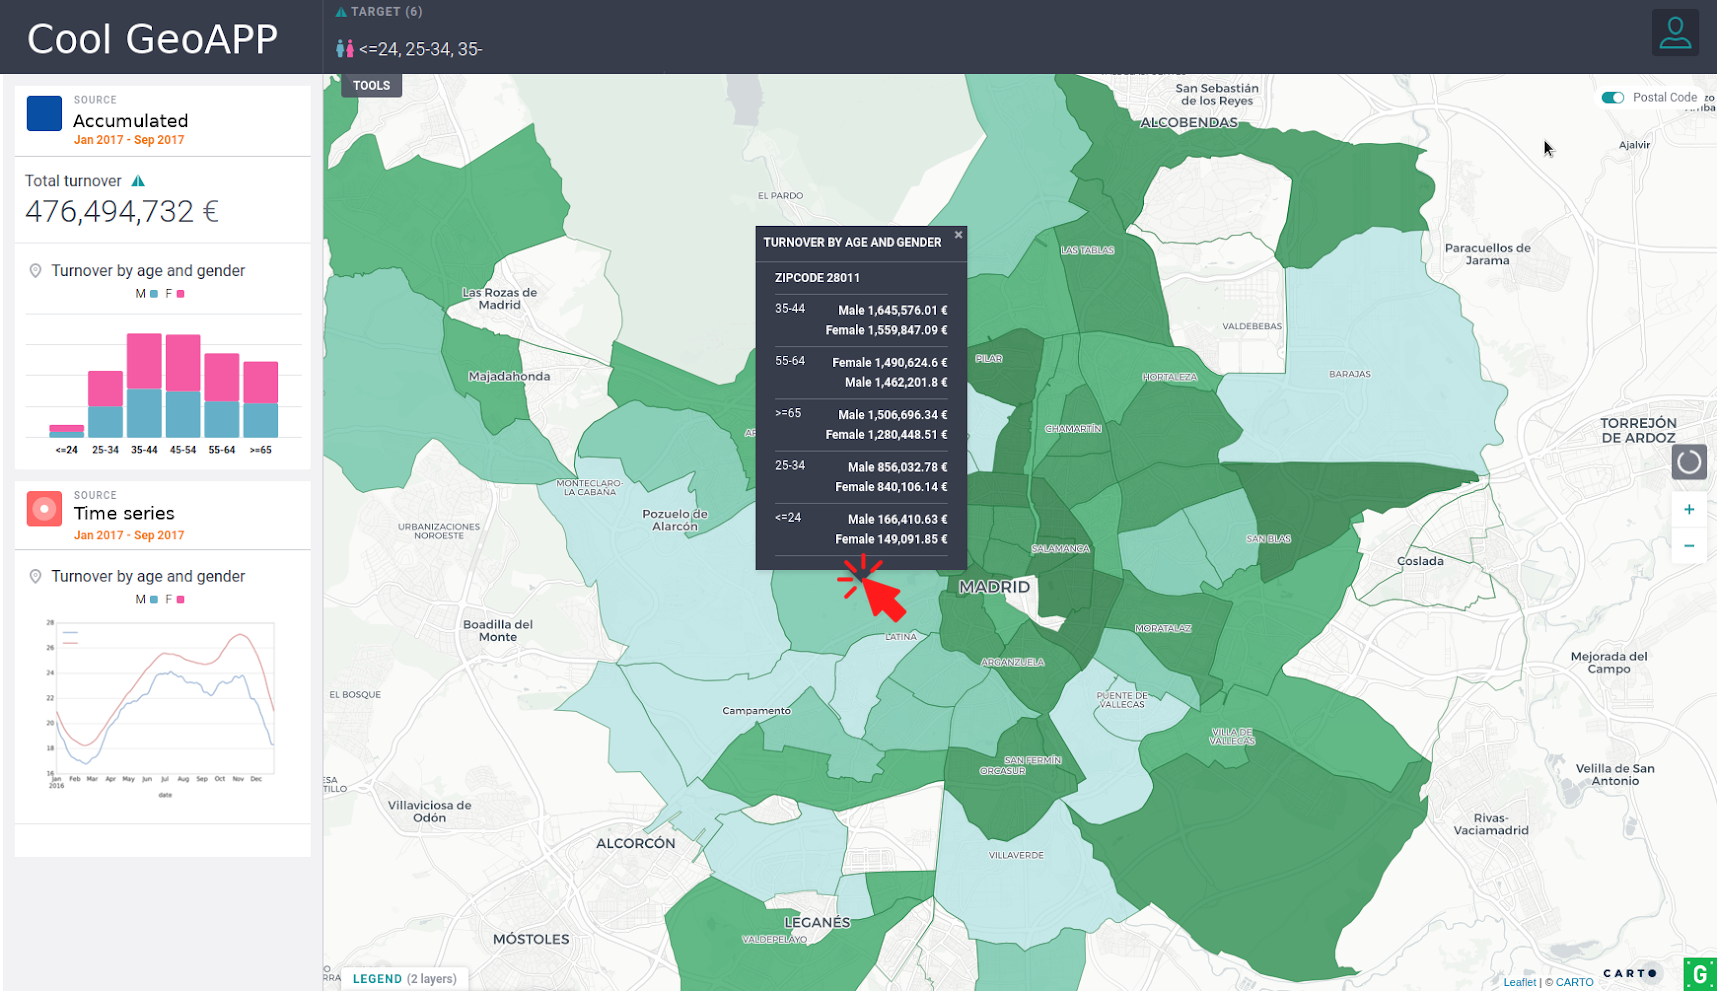 Cool GeoAPP
TARGET (6)
<=24, 25-34, 35-
TOOLS
SOURCE
Accumulated
Jan 2017 - Sep 2017
Total turnover
476,494,732 €
Turnover by age and gender
M F
<=24 25-34 35-44 45-54 55-64 >=65
SOURCE
Time series
Jan 2017 - Sep 2017
Turnover by age and gender
M F
28
26
24
22
20
18
16
Jan Feb Mar Apr May Jun Jul Aug Sep Oct Nov Dec
2016
date
Postal Code
San Sebastián
de los Reyes
ALCOBENDAS
Ajalvir
EL PARDO
TURNOVER BY AGE AND GENDER ×
ZIPCODE 28011
35-44 Male 1,645,576.01 €
Female 1,559,847.09 €
55-64 Female 1,490,624.6 €
Male 1,462,201.8 €
>=65 Male 1,506,696.34 €
Female 1,280,448.51 €
25-34 Male 856,032.78 €
Female 840,106.14 €
<=24 Male 166,410.63 €
Female 149,091.85 €
LAS TABLAS
Paracuellos de
Jarama
Las Rozas de
Madrid
VALDEBEBAS
PILAR
Majadahonda
HORTALEZA
BARAJAS
CHAMARTÍN
TORREJÓN
DE ARDOZ
MONTECLARO-
LA CABAÑA
Pozuelo de
Alarcón
URBANIZACIONES
NOROESTE
SAN BLAS
SALAMANCA
Coslada
+
−
MADRID
Boadilla del
Monte
LATINA
MORATALAZ
ARGANZUELA
Mejorada del
Campo
EL BOSQUE
PUENTE DE
VALLECAS
Campamento
VILLA DE
VALLECAS
SAN FERMÍN
ORCASUR
Velilla de San
Antonio
Villaviciosa de
Odón
Rivas-
Vaciamadrid
ALCORCÓN
VILLAVERDE
LEGANÉS
VALDEPELAYO
MÓSTOLES
LEGEND (2 layers)
CARTO
Leaflet | © CARTO
G